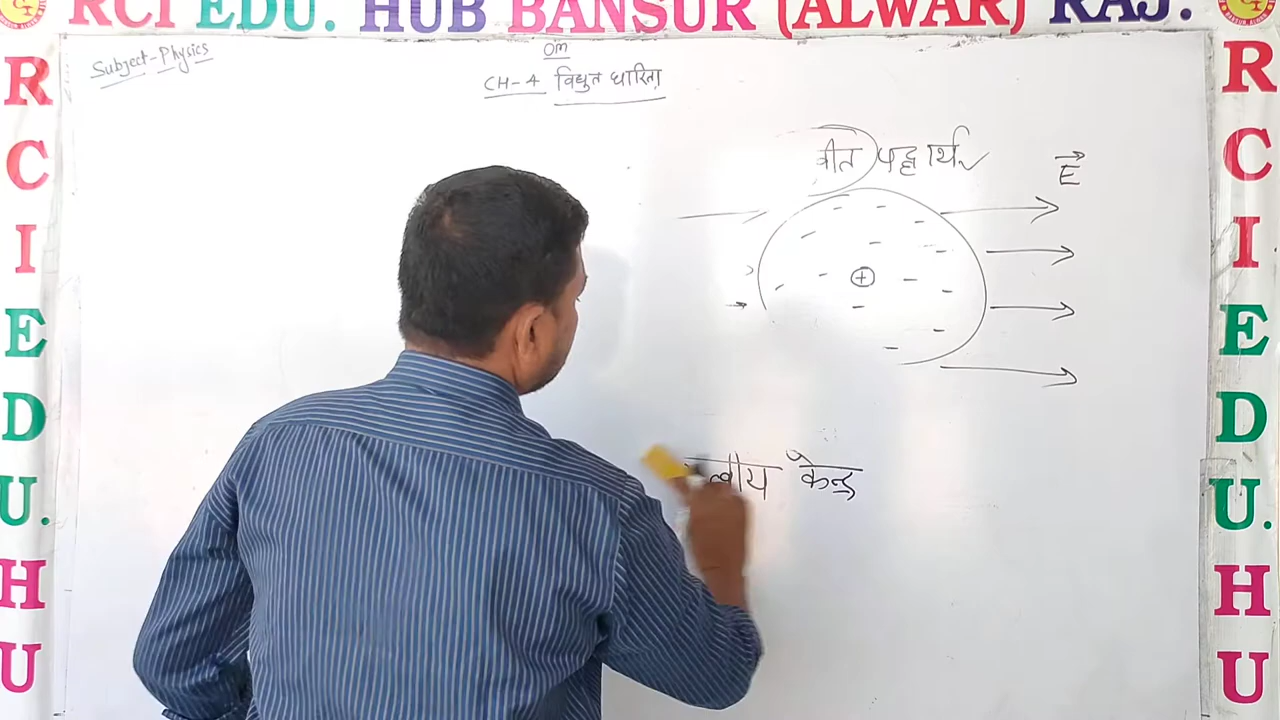 RCI EDU. HUB BANSUR (ALWAR) RAJ.
Subject-Physics
Om
CH-4 विधुत धारिता
पदार्थ
E
+
केन्द्र
R
C
I
E
D
U.
H
U
R
C
I
E
D
U.
H
U